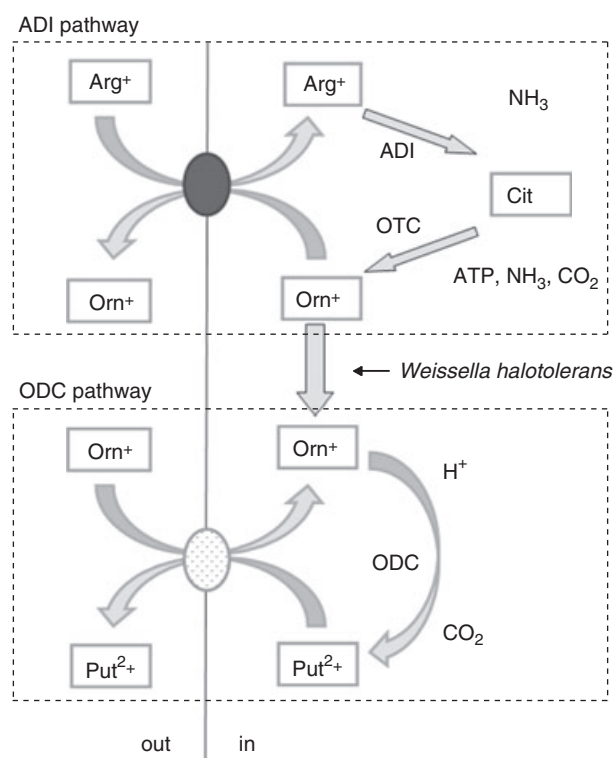 ADI pathway
Arg⁺
Arg⁺
NH₃
ADI
Cit
OTC
Orn⁺
Orn⁺
ATP, NH₃, CO₂
Weissella halotolerans
ODC pathway
Orn⁺
Orn⁺
H⁺
ODC
CO₂
Put²⁺
Put²⁺
out
in